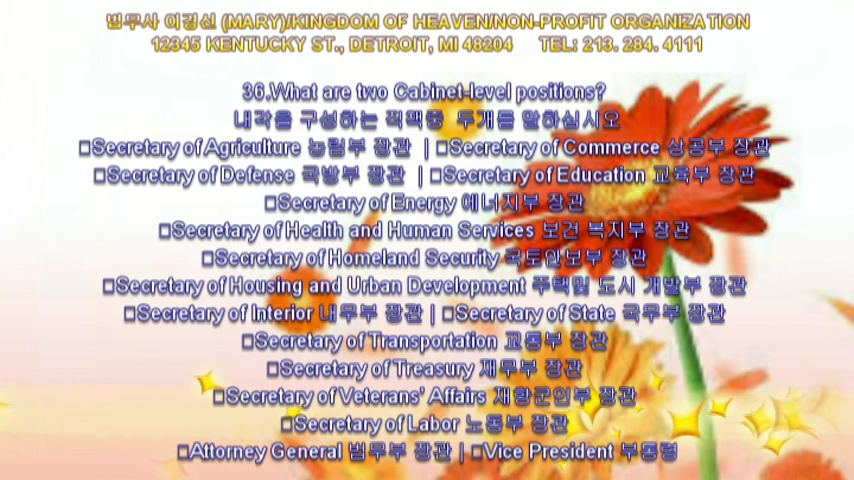 법무사 이경신 (MARY)/KINGDOM OF HEAVEN/NON-PROFIT ORGANIZATION
12345 KENTUCKY ST., DETROIT, MI 48204 TEL: 213. 284. 4111
36.What are two Cabinet-level positions?
내각을 구성하는 직책중 두개를 말하십시오
□Secretary of Agriculture 농림부 장관 | □Secretary of Commerce 상공부 장관
□Secretary of Defense 국방부 장관 | □Secretary of Education 교육부 장관
□Secretary of Energy 에너지부 장관
□Secretary of Health and Human Services 보건 복지부 장관
□Secretary of Homeland Security 국토안보부 장관
□Secretary of Housing and Urban Development 주택및 도시 개발부 장관
□Secretary of Interior 내무부 장관 | □Secretary of State 국무부 장관
□Secretary of Transportation 교통부 장관
□Secretary of Treasury 재무부 장관
□Secretary of Veterans' Affairs 재향군인부 장관
□Secretary of Labor 노동부 장관
□Attorney General 법무부 장관 | □Vice President 부통령